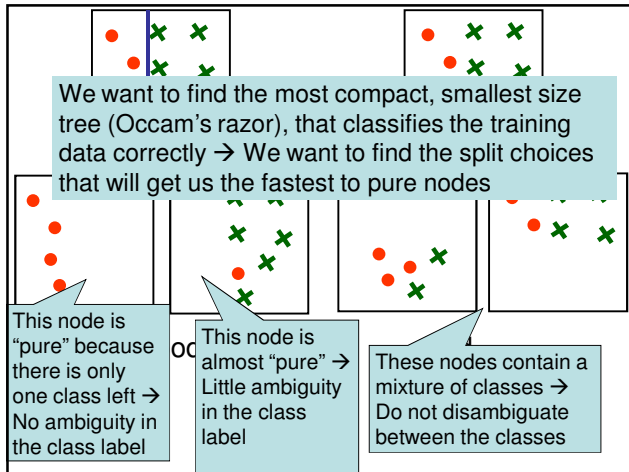 We want to find the most compact, smallest size
tree (Occam's razor), that classifies the training
data correctly → We want to find the split choices
that will get us the fastest to pure nodes
This node is
“pure” because
there is only
one class left →
No ambiguity in
the class label
This node is
almost “pure” →
Little ambiguity
in the class
label
These nodes contain a
mixture of classes →
Do not disambiguate
between the classes